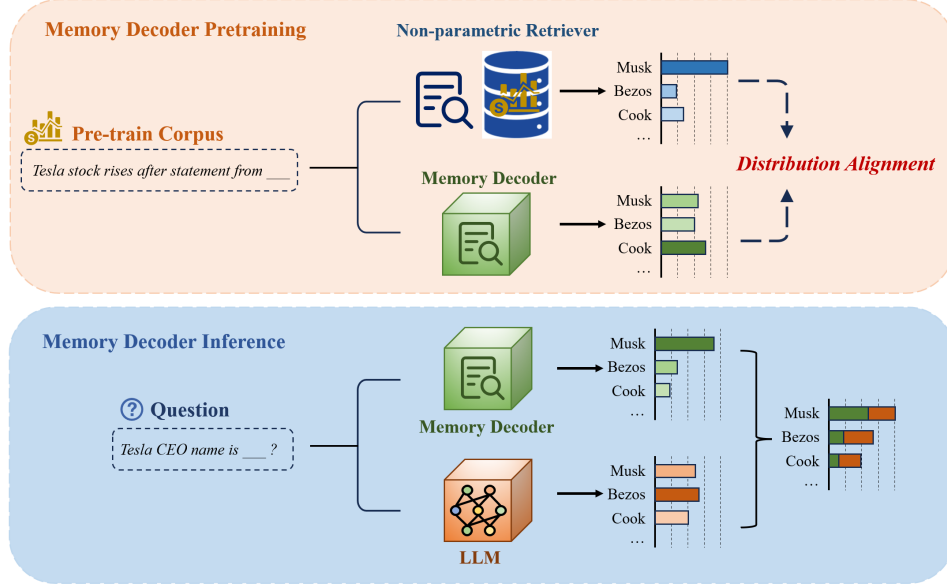 Memory Decoder Pretraining
Non-parametric Retriever
Pre-train Corpus
Tesla stock rises after statement from ___
Musk
Bezos
Cook
...
Memory Decoder
Musk
Bezos
Cook
...
Distribution Alignment
Memory Decoder Inference
Question
Tesla CEO name is ___ ?
Memory Decoder
Musk
Bezos
Cook
...
LLM
Musk
Bezos
Cook
...
Musk
Bezos
Cook
...